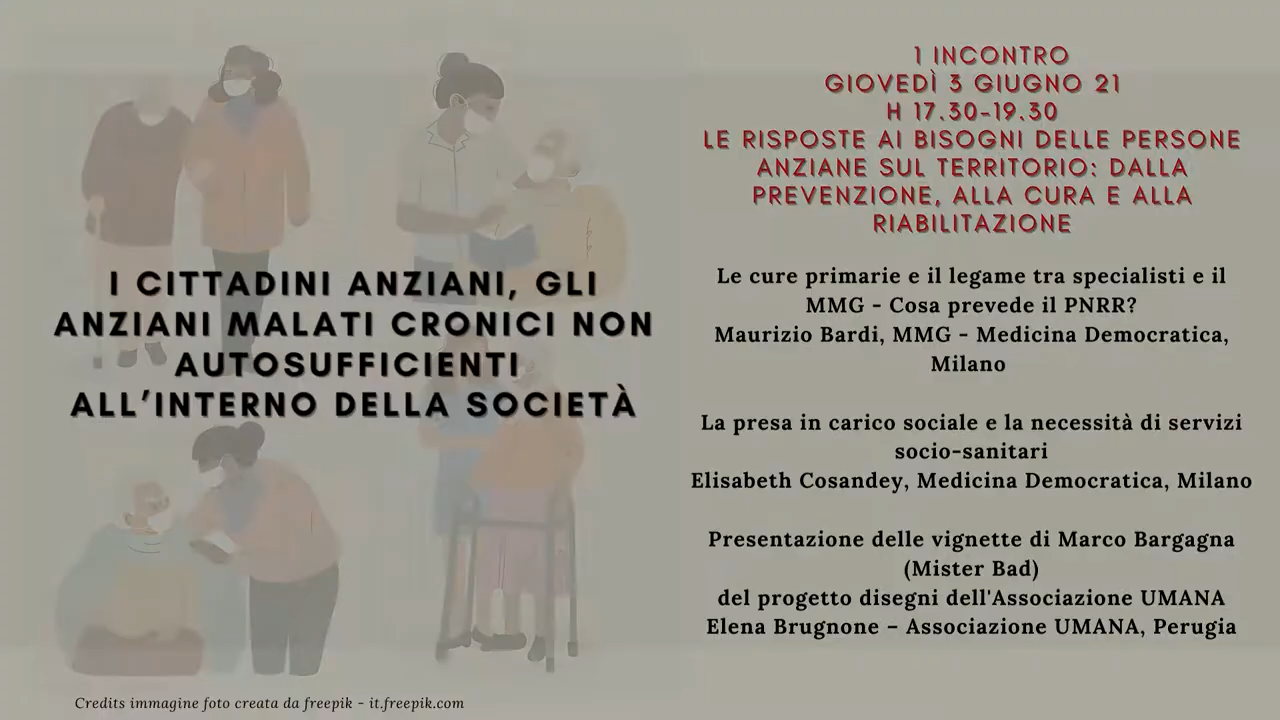 I CITTADINI ANZIANI, GLI
ANZIANI MALATI CRONICI NON
AUTOSUFFICIENTI
ALL'INTERNO DELLA SOCIETÀ
1 INCONTRO
GIOVEDÌ 3 GIUGNO 21
H 17.30-19.30
LE RISPOSTE AI BISOGNI DELLE PERSONE
ANZIANE SUL TERRITORIO: DALLA
PREVENZIONE, ALLA CURA E ALLA
RIABILITAZIONE
Le cure primarie e il legame tra specialisti e il
MMG - Cosa prevede il PNRR?
Maurizio Bardi, MMG - Medicina Democratica,
Milano
La presa in carico sociale e la necessità di servizi
socio-sanitari
Elisabeth Cosandey, Medicina Democratica, Milano
Presentazione delle vignette di Marco Bargagna
(Mister Bad)
del progetto disegni dell'Associazione UMANA
Elena Brugnone – Associazione UMANA, Perugia
Credits immagine foto creata da freepik - it.freepik.com